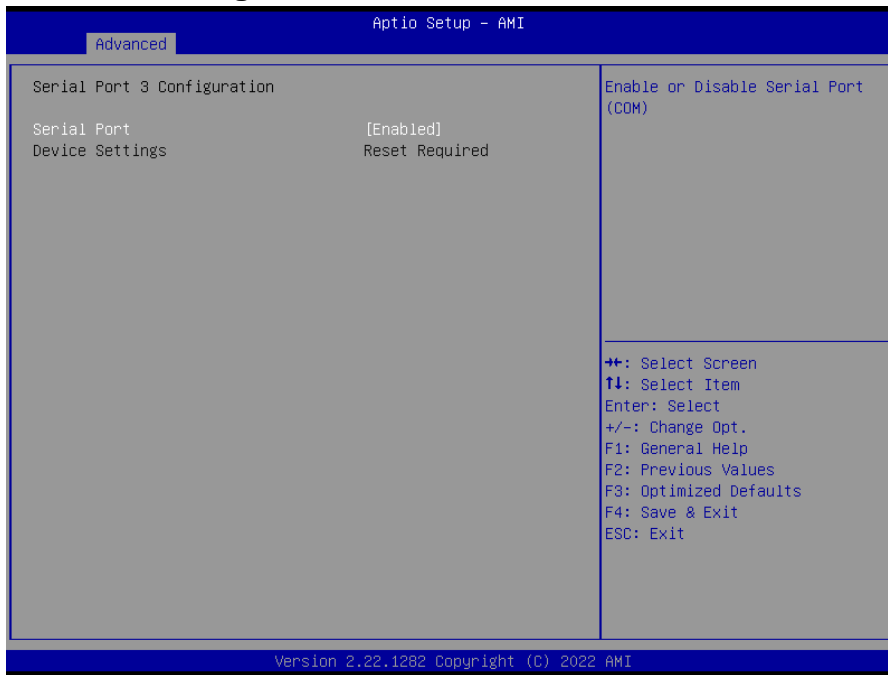 Aptio Setup – AMI
Advanced
Serial Port 3 Configuration
Serial Port [Enabled]
Device Settings Reset Required
Enable or Disable Serial Port
(COM)
→←: Select Screen
↑↓: Select Item
Enter: Select
+/-: Change Opt.
F1: General Help
F2: Previous Values
F3: Optimized Defaults
F4: Save & Exit
ESC: Exit
Version 2.22.1282 Copyright (C) 2022 AMI